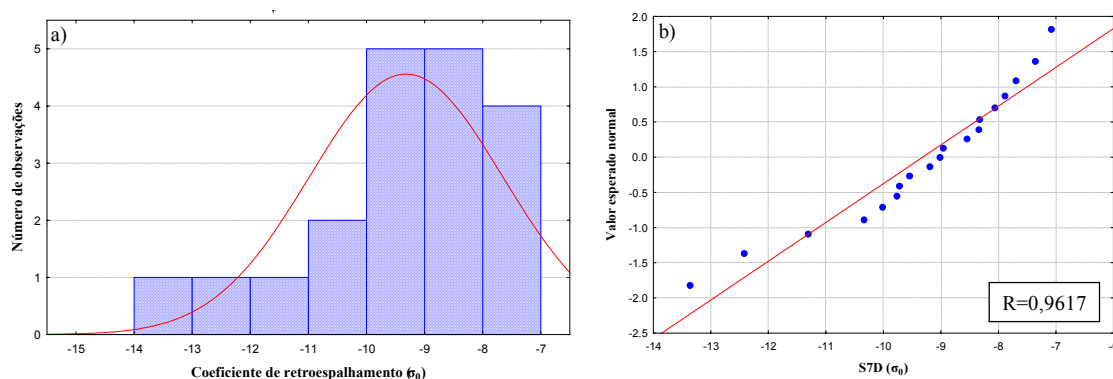 a)
Número de observações
5
4
3
2
1
0
-15 -14 -13 -12 -11 -10 -9 -8 -7
Coeficiente de retroespalhamento (σ₀)
b)
Valor esperado normal
2.0
1.5
1.0
0.5
0.0
-0.5
-1.0
-1.5
-2.0
-2.5
R=0,9617
-14 -13 -12 -11 -10 -9 -8 -7 -6
S7D (σ₀)